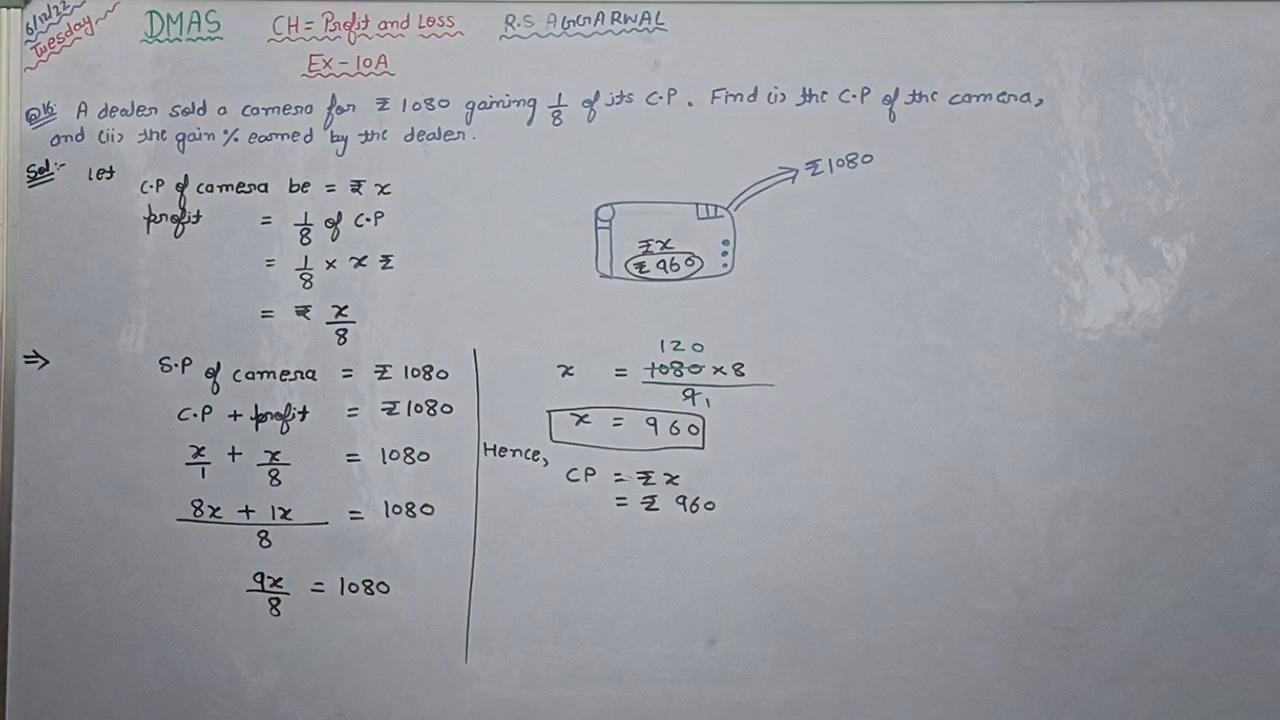 6/12/22
Tuesday
DMAS CH = Profit and Loss R.S AGGARWAL
Ex - 10A
Q16: A dealer sold a camera for ₹ 1080 gaining 1/8 of its C.P. Find (i) the C.P of the camera,
and (ii) the gain % earned by the dealer.
Sol:- Let
C.P of camera be = ₹ x
profit = 1/8 of C.P
= 1/8 × x ₹
= ₹ x/8
⇒ S.P of camera = ₹ 1080
C.P + profit = ₹ 1080
x/1 + x/8 = 1080
8x + 1x / 8 = 1080
9x/8 = 1080
₹1080
₹x
₹ 960
120
x = 1080 × 8 / 9 1
x = 960
Hence,
CP = ₹ x
= ₹ 960